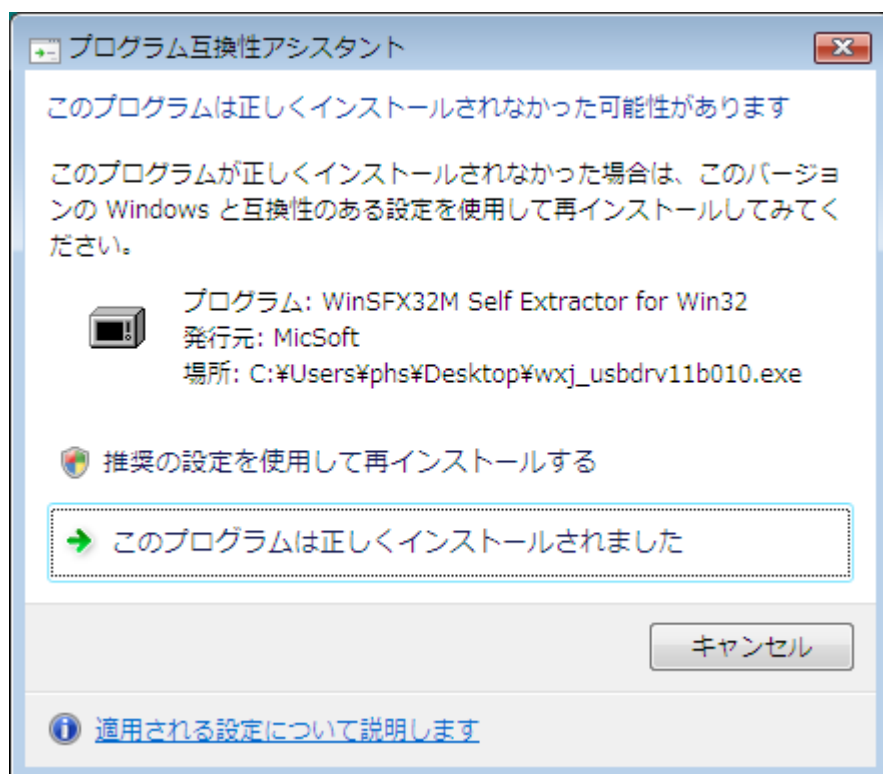 プログラム互換性アシスタント
このプログラムは正しくインストールされなかった可能性があります
このプログラムが正しくインストールされなかった場合は、このバージョ
ンの Windows と互換性のある設定を使用して再インストールしてみてく
ださい。
プログラム: WinSFX32M Self Extractor for Win32
発行元: MicSoft
場所: C:¥Users¥phs¥Desktop¥wxj_usbdrv11b010.exe
推奨の設定を使用して再インストールする
このプログラムは正しくインストールされました
キャンセル
適用される設定について説明します